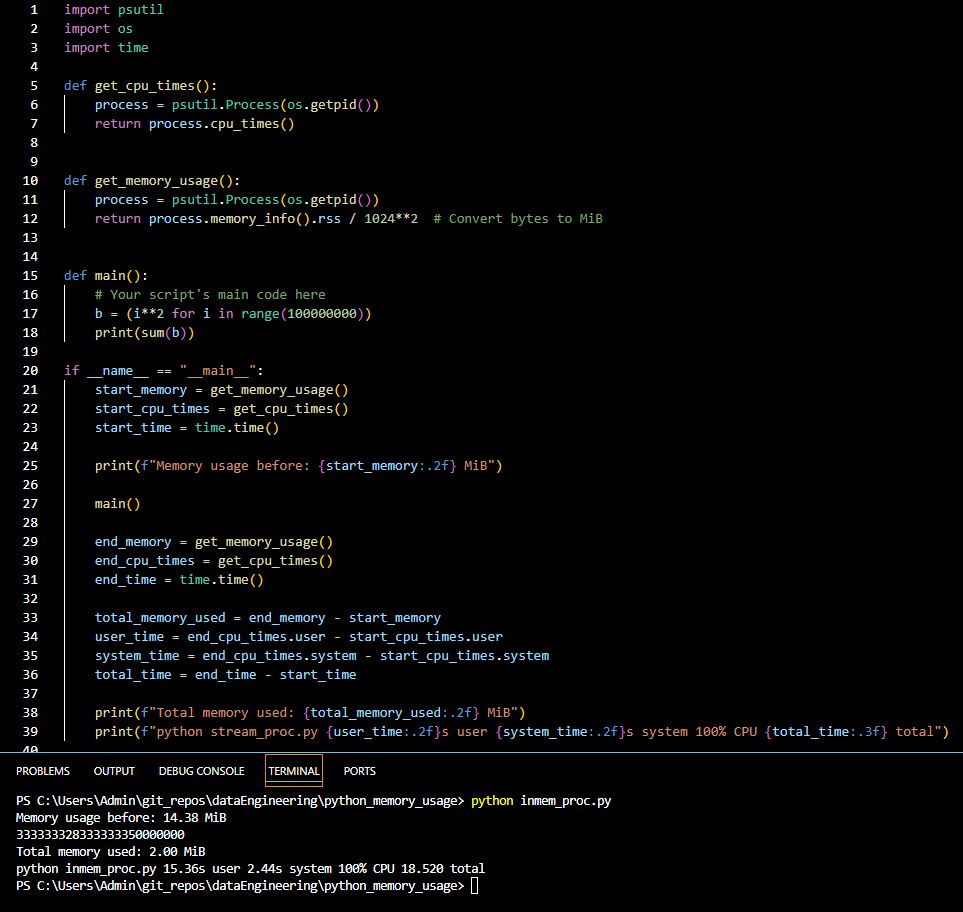 1 import psutil
2 import os
3 import time
4
5 def get_cpu_times():
6 process = psutil.Process(os.getpid())
7 return process.cpu_times()
8
9
10 def get_memory_usage():
11 process = psutil.Process(os.getpid())
12 return process.memory_info().rss / 1024**2  # Convert bytes to MiB
13
14
15 def main():
16 # Your script's main code here
17 b = (i**2 for i in range(100000000))
18 print(sum(b))
19
20 if __name__ == "__main__":
21 start_memory = get_memory_usage()
22 start_cpu_times = get_cpu_times()
23 start_time = time.time()
24
25 print(f"Memory usage before: {start_memory:.2f} MiB")
26
27 main()
28
29 end_memory = get_memory_usage()
30 end_cpu_times = get_cpu_times()
31 end_time = time.time()
32
33 total_memory_used = end_memory - start_memory
34 user_time = end_cpu_times.user - start_cpu_times.user
35 system_time = end_cpu_times.system - start_cpu_times.system
36 total_time = end_time - start_time
37
38 print(f"Total memory used: {total_memory_used:.2f} MiB")
39 print(f"python stream_proc.py {user_time:.2f}s user {system_time:.2f}s system 100% CPU {total_time:.3f} total")
40
PROBLEMS OUTPUT DEBUG CONSOLE TERMINAL PORTS
PS C:\Users\Admin\git_repos\dataEngineering\python_memory_usage> python inmem_proc.py
Memory usage before: 14.38 MiB
333333328333333350000000
Total memory used: 2.00 MiB
python inmem_proc.py 15.36s user 2.44s system 100% CPU 18.520 total
PS C:\Users\Admin\git_repos\dataEngineering\python_memory_usage>